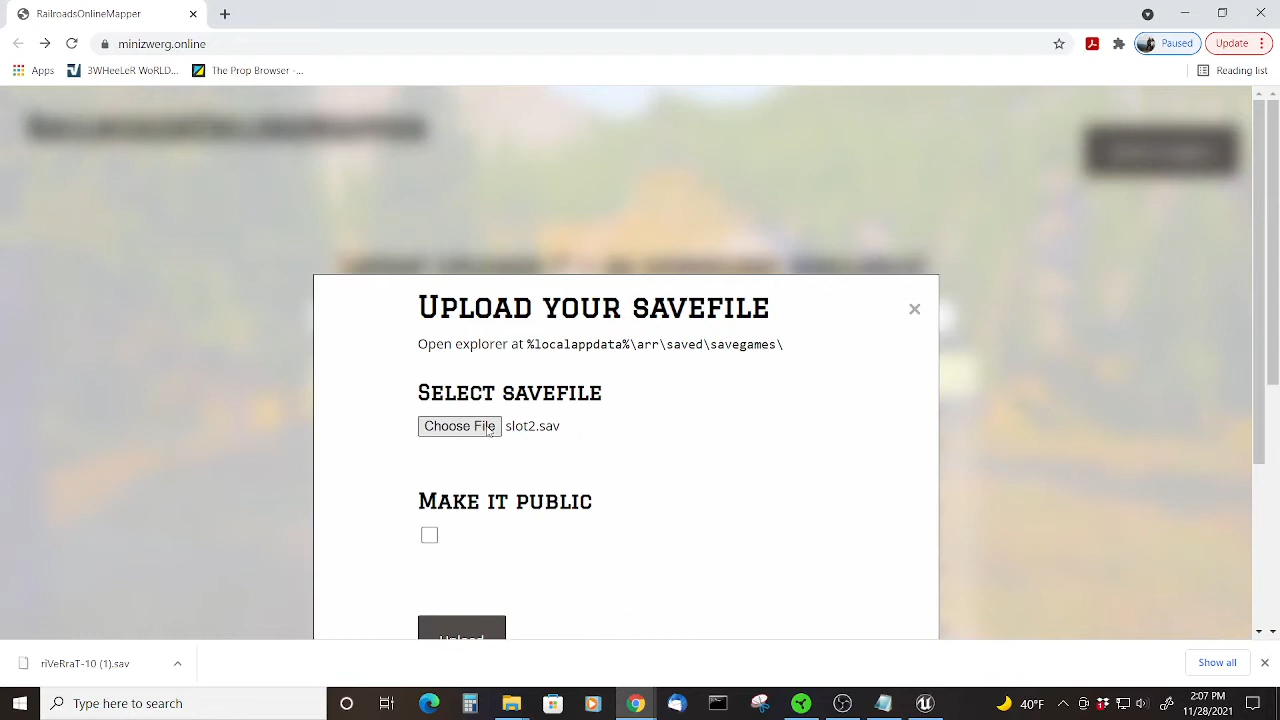 RailroadsOnlineMapper
minizwerg.online
Paused
Update
Apps
3WHeeLeR WoRLD...
The Prop Browser -...
Reading list
Upload your savefile
Open explorer at %localappdata%\arr\saved\savegames\
Select savefile
Choose File slot2.sav
Make it public
Upload
riVeRraT-10 (1).sav
Show all
Type here to search
40°F
2:07 PM
11/28/2021